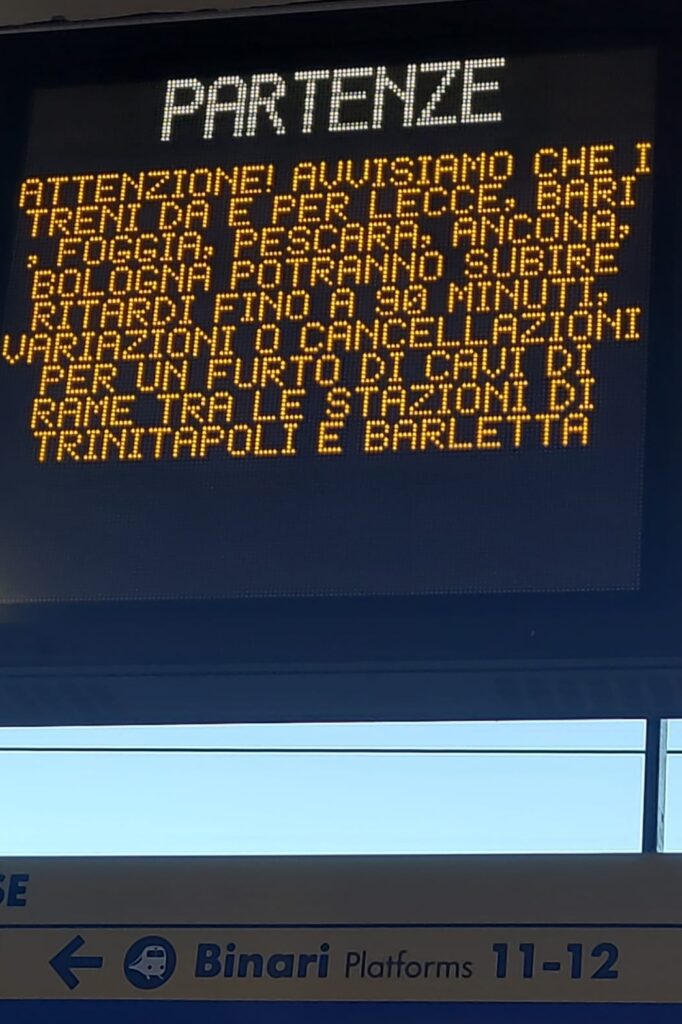 PARTENZE
ATTENZIONE! AVVISIAMO CHE I
TRENI DA E PER LECCE, BARI
, FOGGIA, PESCARA, ANCONA,
BOLOGNA POTRANNO SUBIRE
RITARDI FINO A 90 MINUTI,
VARIAZIONI O CANCELLAZIONI
PER UN FURTO DI CAVI DI
RAME TRA LE STAZIONI DI
TRINITAPOLI E BARLETTA
SE
Binari Platforms 11-12